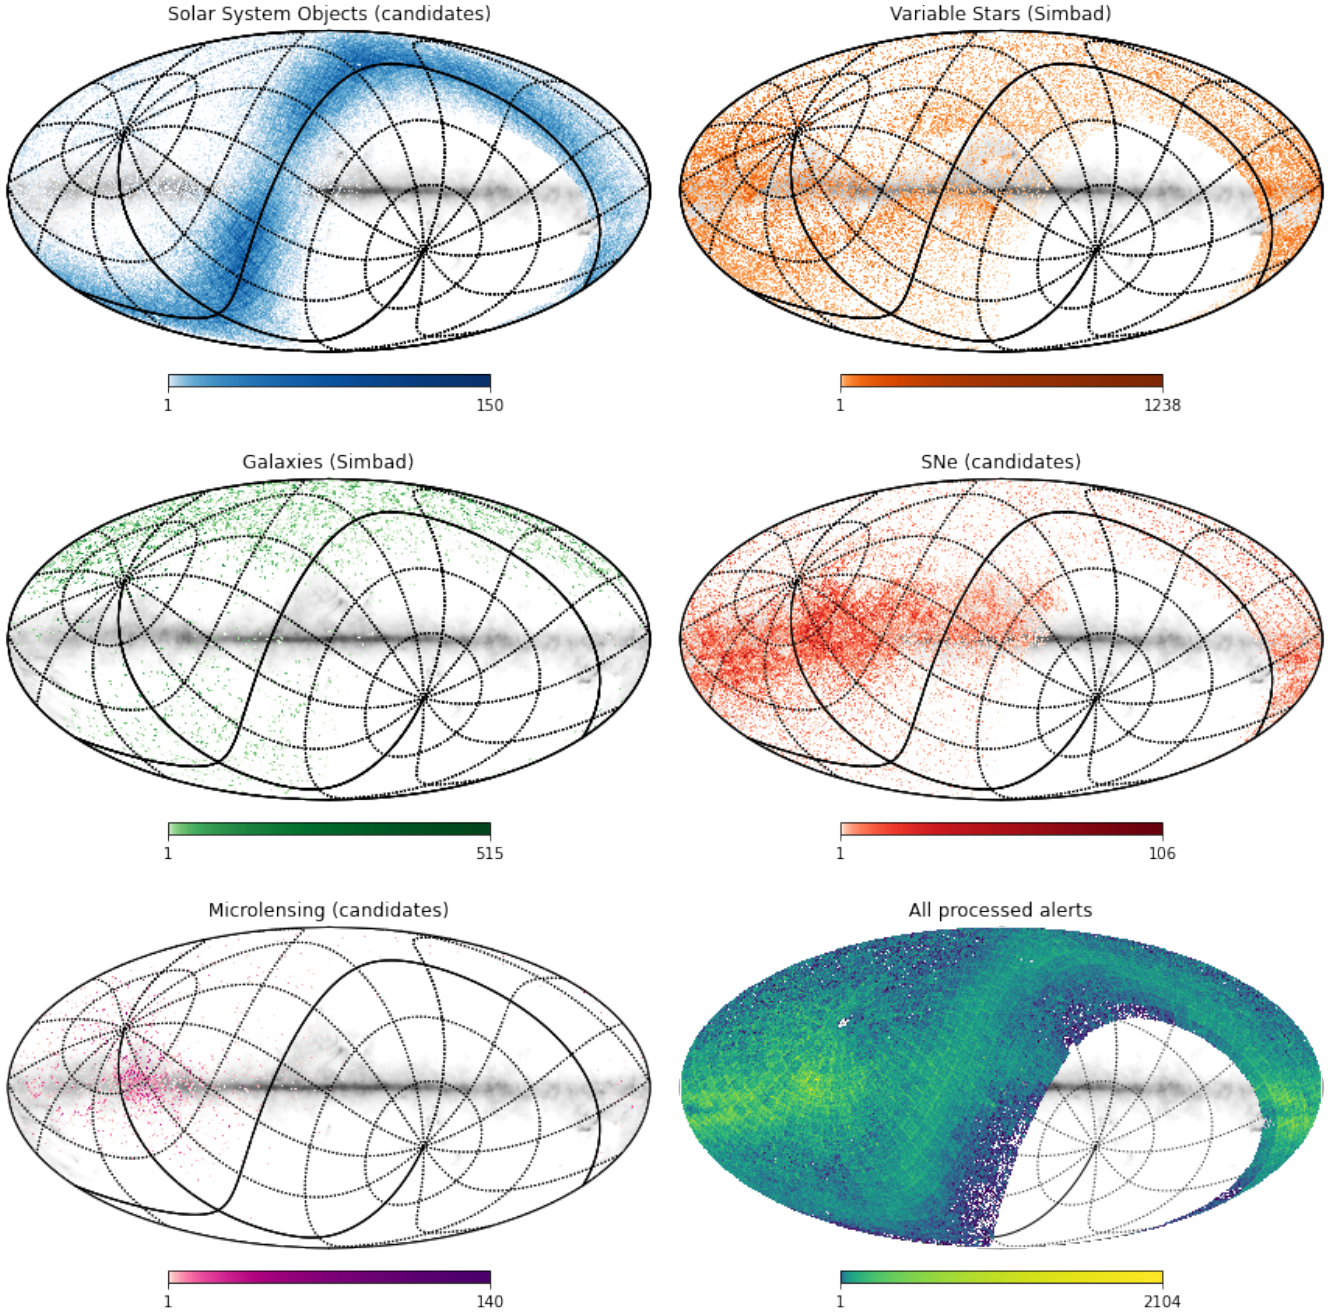 Solar System Objects (candidates)
Variable Stars (Simbad)
1 150
1 1238
Galaxies (Simbad)
SNe (candidates)
1 515
1 106
Microlensing (candidates)
All processed alerts
1 140
1 2104